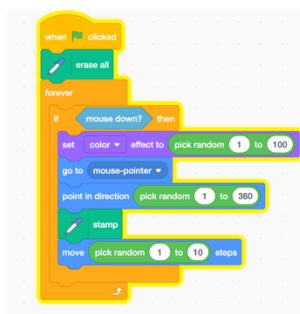 when clicked
erase all
forever
if mouse down? then
set color effect to pick random 1 to 100
go to mouse-pointer
point in direction pick random 1 to 360
stamp
move pick random 1 to 10 steps